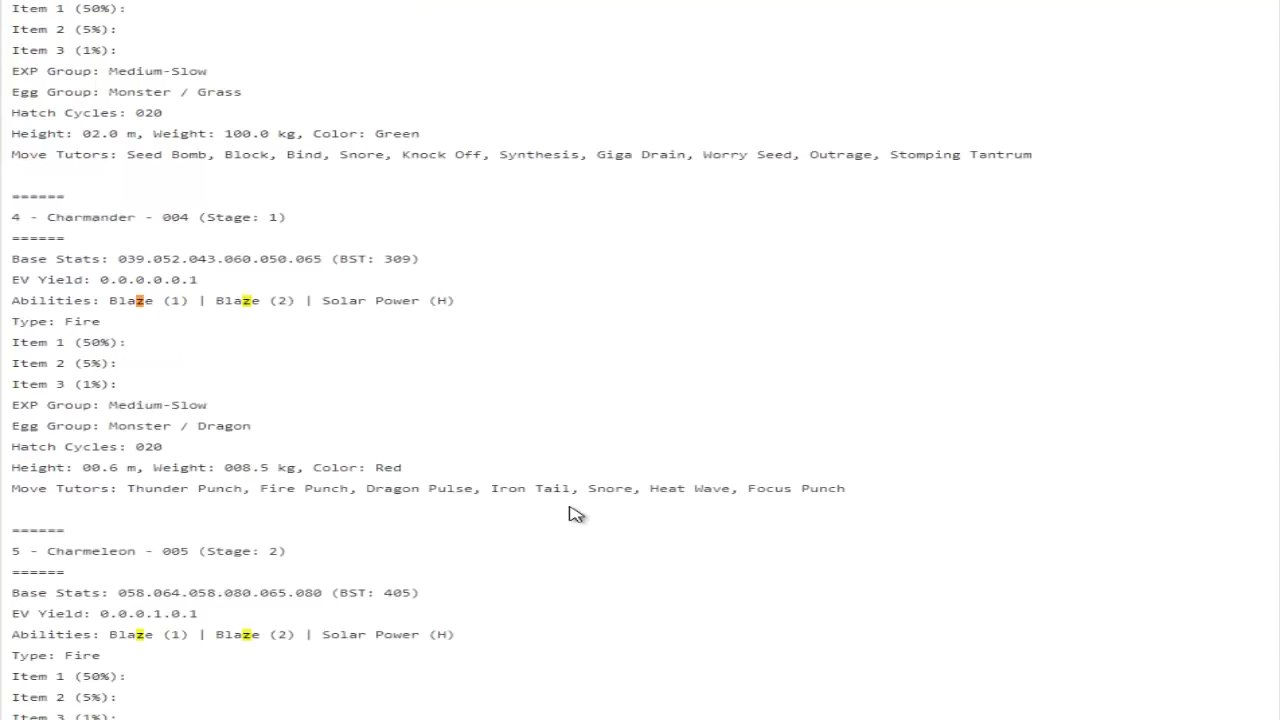 Item 1 (50%):
Item 2 (5%):
Item 3 (1%):
EXP Group: Medium-Slow
Egg Group: Monster / Grass
Hatch Cycles: 020
Height: 02.0 m, Weight: 100.0 kg, Color: Green
Move Tutors: Seed Bomb, Block, Bind, Snore, Knock Off, Synthesis, Giga Drain, Worry Seed, Outrage, Stomping Tantrum
======
4 - Charmander - 004 (Stage: 1)
======
Base Stats: 039.052.043.060.050.065 (BST: 309)
EV Yield: 0.0.0.0.0.1
Abilities: Blaze (1) | Blaze (2) | Solar Power (H)
Type: Fire
Item 1 (50%):
Item 2 (5%):
Item 3 (1%):
EXP Group: Medium-Slow
Egg Group: Monster / Dragon
Hatch Cycles: 020
Height: 00.6 m, Weight: 008.5 kg, Color: Red
Move Tutors: Thunder Punch, Fire Punch, Dragon Pulse, Iron Tail, Snore, Heat Wave, Focus Punch
======
5 - Charmeleon - 005 (Stage: 2)
======
Base Stats: 058.064.058.080.065.080 (BST: 405)
EV Yield: 0.0.0.1.0.1
Abilities: Blaze (1) | Blaze (2) | Solar Power (H)
Type: Fire
Item 1 (50%):
Item 2 (5%):
Item 3 (1%):